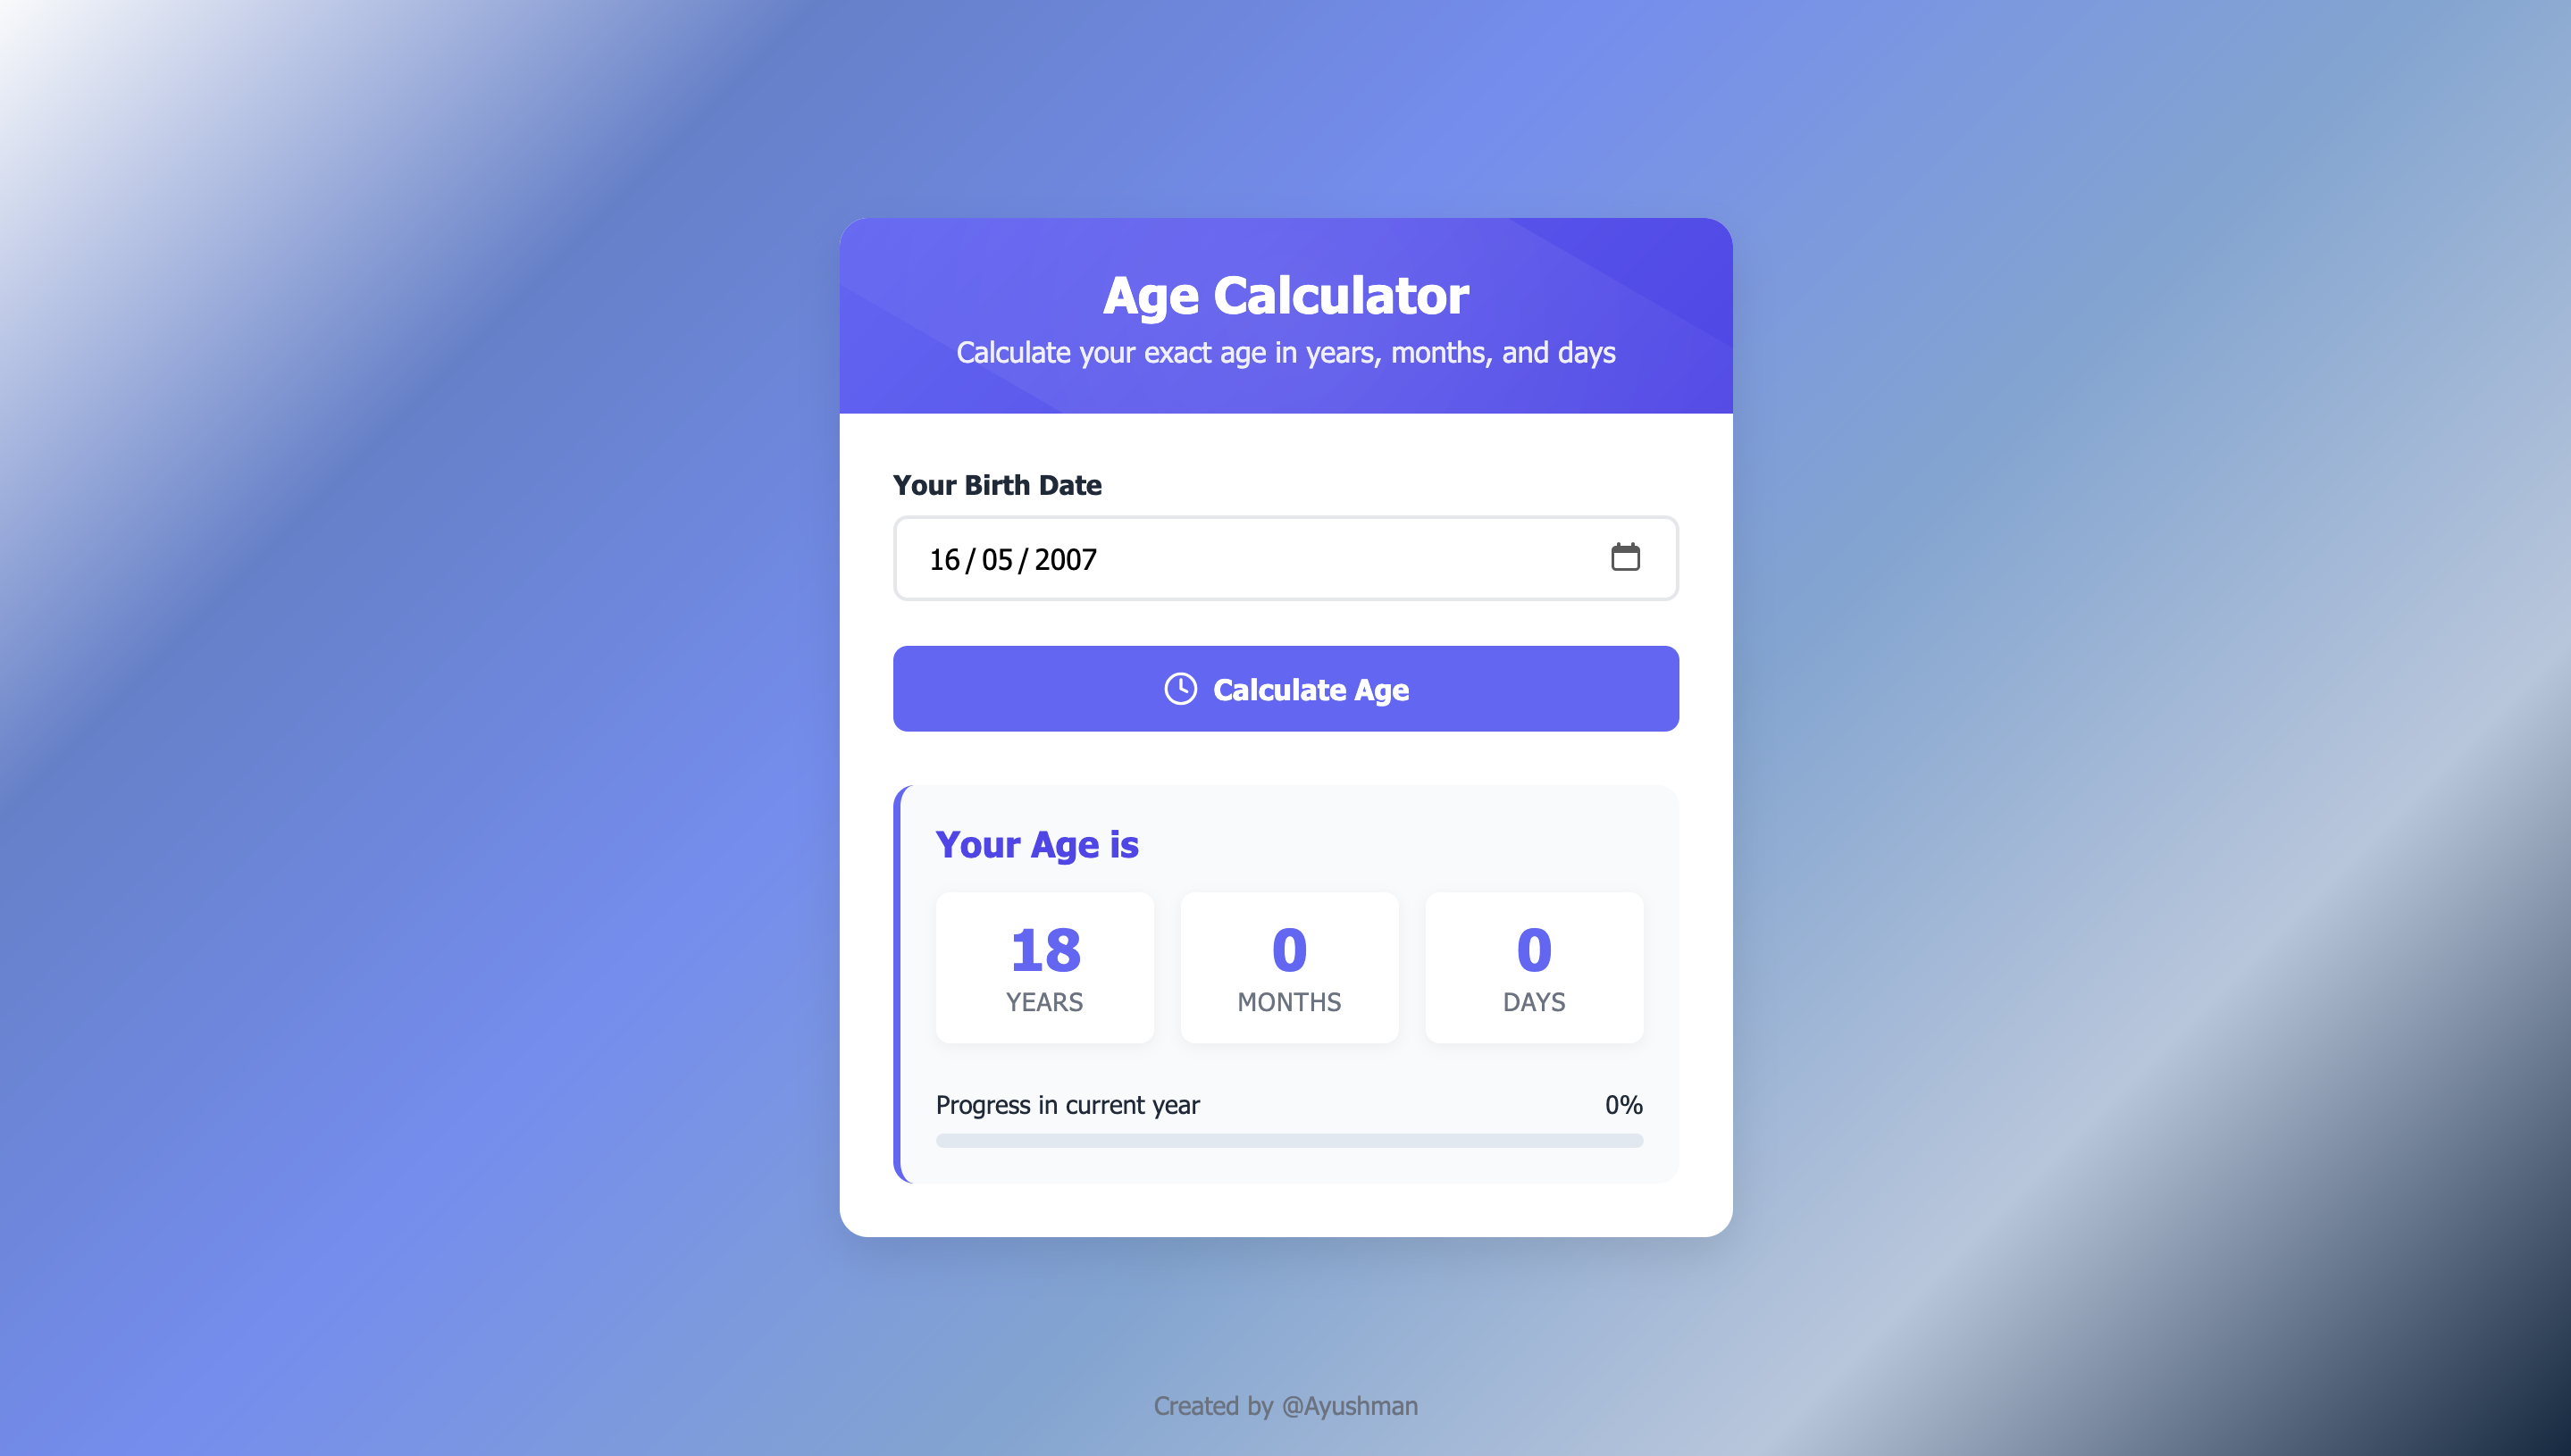 Age Calculator
Calculate your exact age in years, months, and days
Your Birth Date
16/05/2007
Calculate Age
Your Age is
18 0 0
YEARS MONTHS DAYS
Progress in current year 0%
Created by @Ayushman